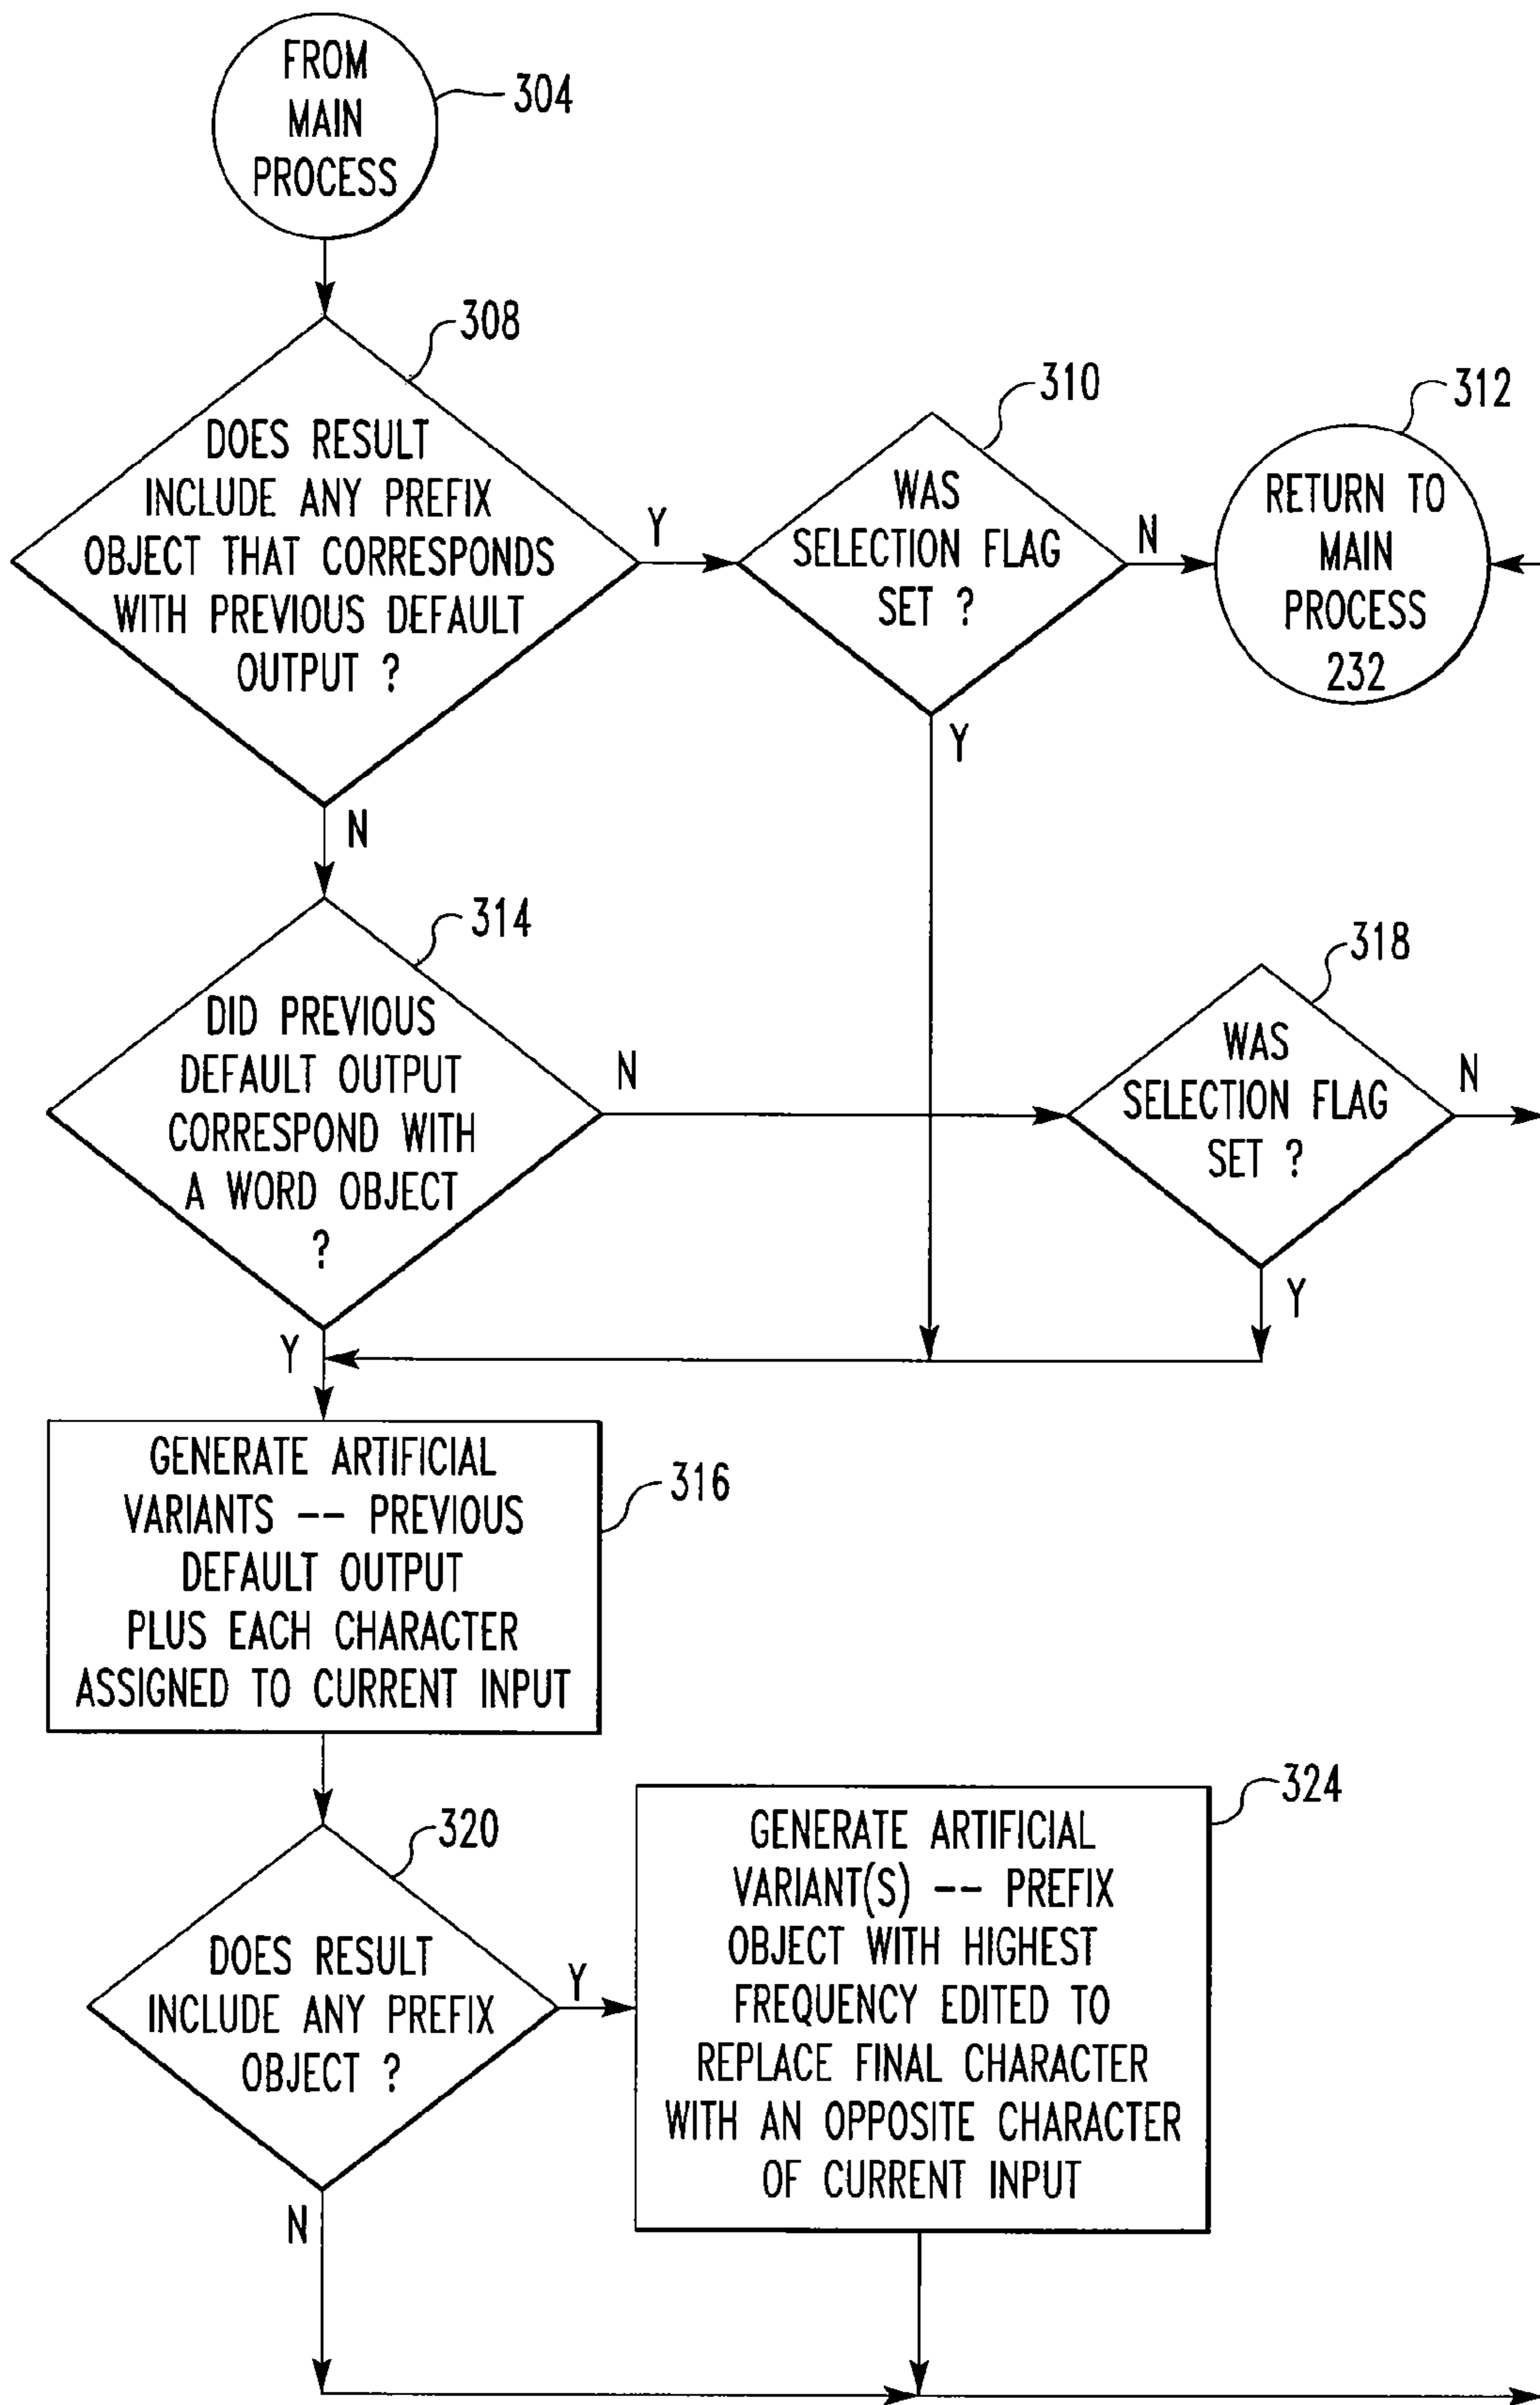 FROM
MAIN
PROCESS
304
308
DOES RESULT
INCLUDE ANY PREFIX
OBJECT THAT CORRESPONDS
WITH PREVIOUS DEFAULT
OUTPUT ?
Y
N
310
WAS
SELECTION FLAG
SET ?
N
Y
312
RETURN TO
MAIN
PROCESS
232
314
DID PREVIOUS
DEFAULT OUTPUT
CORRESPOND WITH
A WORD OBJECT
?
N
Y
318
WAS
SELECTION FLAG
SET ?
N
Y
GENERATE ARTIFICIAL
VARIANTS -- PREVIOUS
DEFAULT OUTPUT
PLUS EACH CHARACTER
ASSIGNED TO CURRENT INPUT
316
320
DOES RESULT
INCLUDE ANY PREFIX
OBJECT ?
Y
N
324
GENERATE ARTIFICIAL
VARIANT(S) -- PREFIX
OBJECT WITH HIGHEST
FREQUENCY EDITED TO
REPLACE FINAL CHARACTER
WITH AN OPPOSITE CHARACTER
OF CURRENT INPUT